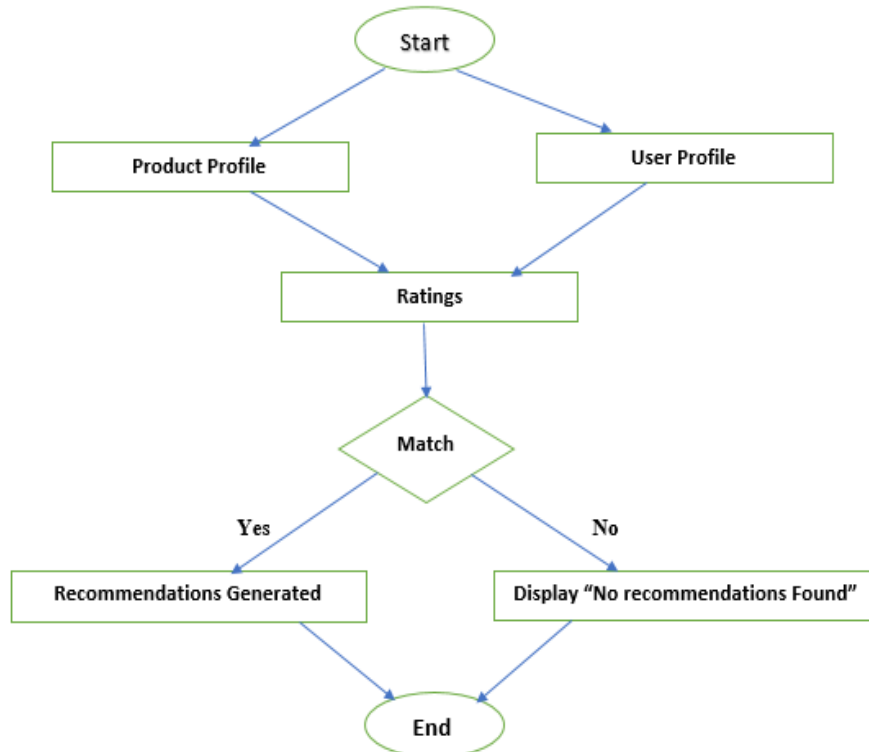 Start
Product Profile
User Profile
Ratings
Match
Yes
No
Recommendations Generated
Display “No recommendations Found”
End